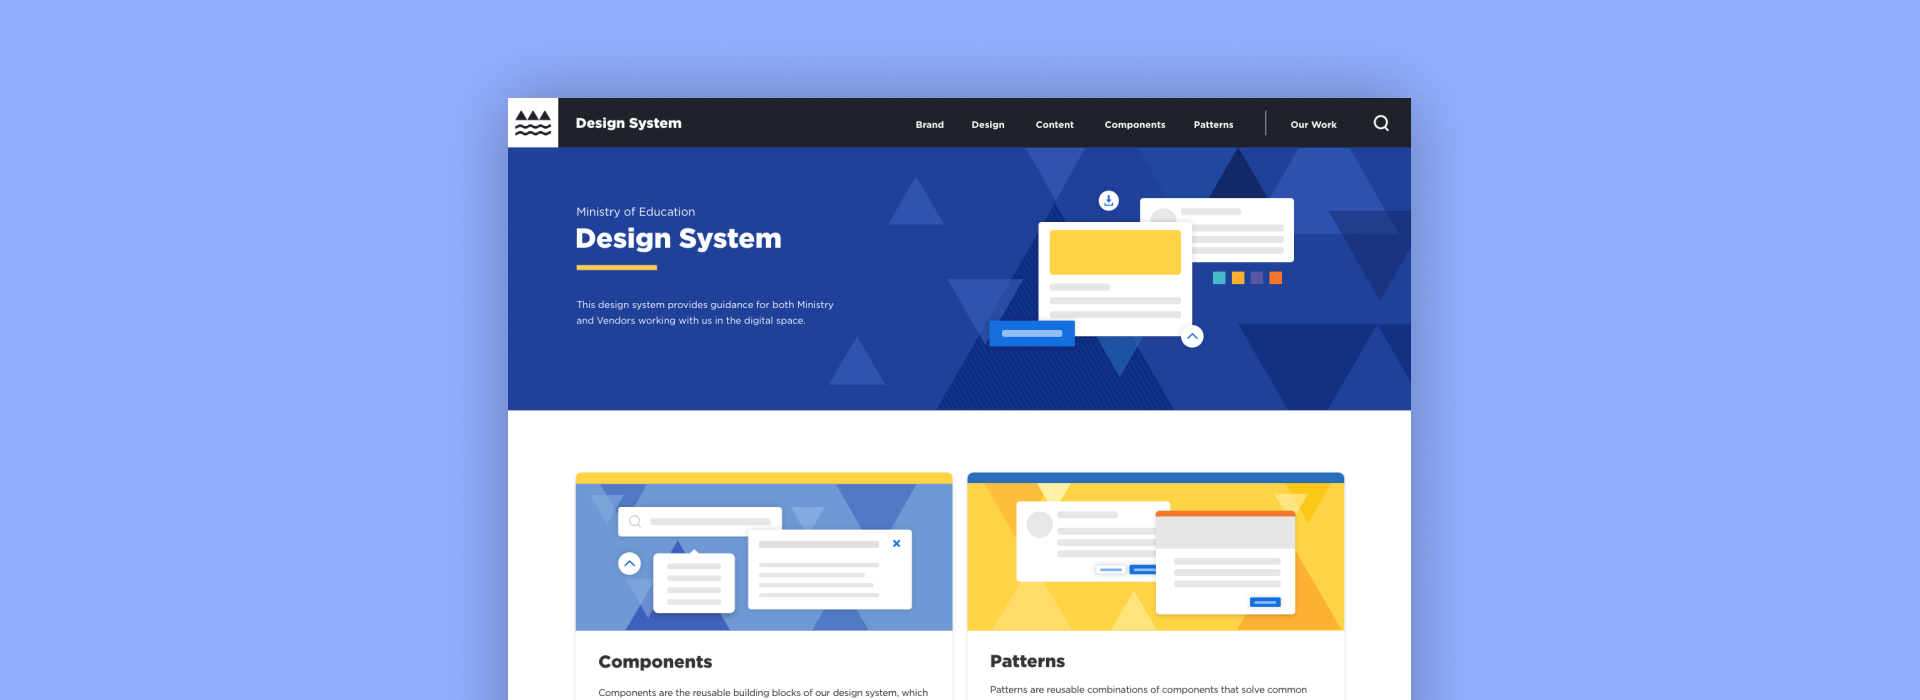 Design System
Brand
Design
Content
Components
Patterns
Our Work
Ministry of Education
Design System
This design system provides guidance for both Ministry
and Vendors working with us in the digital space.
Components
Components are the reusable building blocks of our design system, which
Patterns
Patterns are reusable combinations of components that solve common